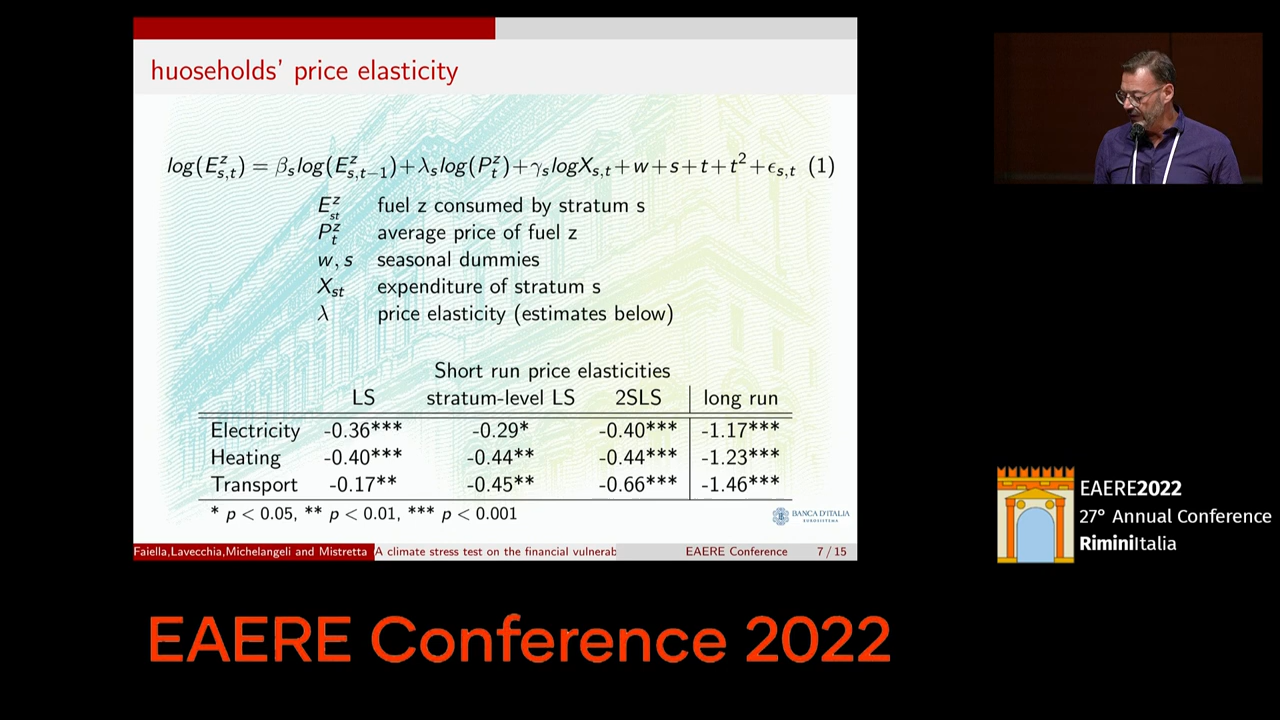 huoseholds' price elasticity
log(E^z_{s,t}) = β_s log(E^z_{s,t−1}) + λ_s log(P^z_t) + γ_s logX_{s,t} + w + s + t + t² + ϵ_{s,t} (1)
E^z_{st} fuel z consumed by stratum s
P^z_t average price of fuel z
w, s seasonal dummies
X_{st} expenditure of stratum s
λ price elasticity (estimates below)
Short run price elasticities
LS stratum-level LS 2SLS long run
Electricity -0.36*** -0.29* -0.40*** -1.17***
Heating -0.40*** -0.44** -0.44*** -1.23***
Transport -0.17** -0.45** -0.66*** -1.46***
* p < 0.05, ** p < 0.01, *** p < 0.001
BANCA D'ITALIA
EUROSISTEMA
Faiella,Lavecchia,Michelangeli and Mistretta A climate stress test on the financial vulnerab EAERE Conference 7 / 15
EAERE2022
27° Annual Conference
RiminiItalia
EAERE Conference 2022